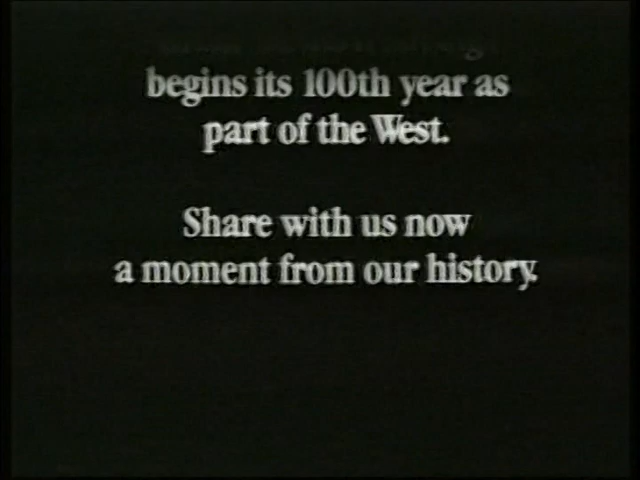 begins its 100th year as
part of the West.
Share with us now
a moment from our history.